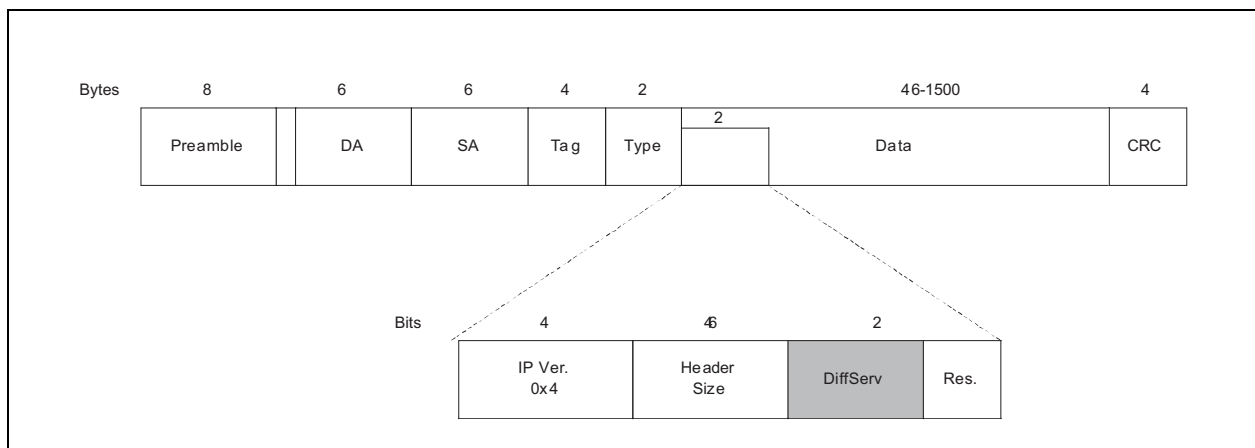 Bytes 8 6 6 4 2 46-1500 4
2
Preamble DA SA Tag Type Data CRC
Bits 4 46 2
IP Ver.
0x4
Header
Size
DiffServ
Res.